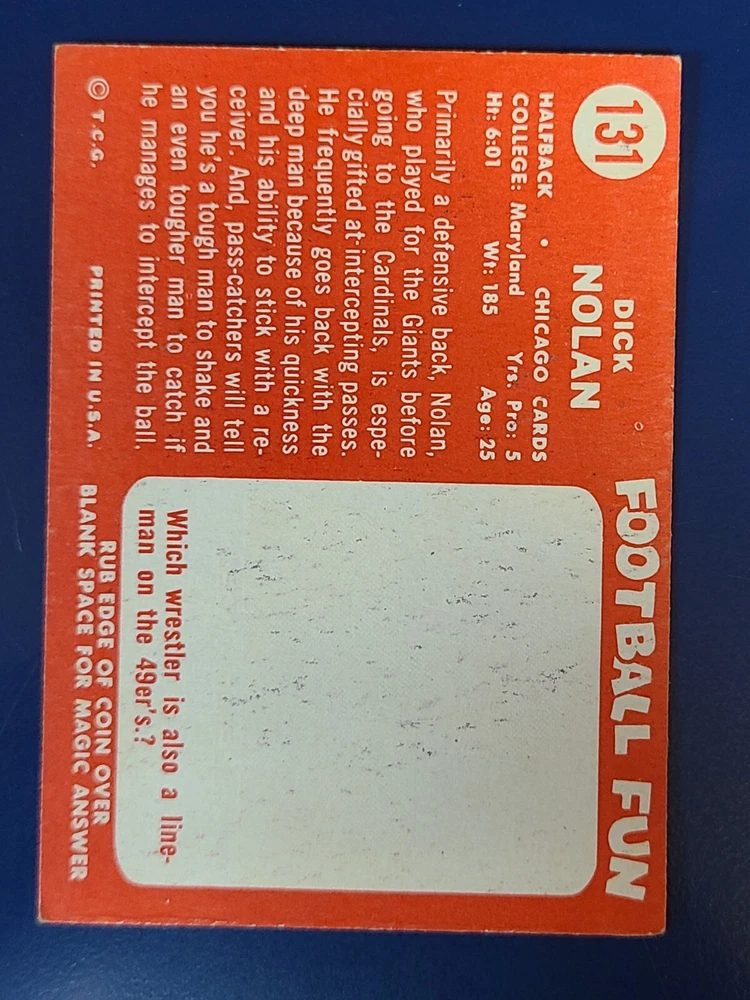 131
DICK
NOLAN
HALFBACK • CHICAGO CARDS
COLLEGE: Maryland Yrs. Pro: 5
Ht: 6:01 Wt: 185 Age: 25
Primarily a defensive back, Nolan,
who played for the Giants before
going to the Cardinals, is espe-
cially gifted at intercepting passes.
He frequently goes back with the
deep man because of his quickness
and his ability to stick with a re-
ceiver. And, pass-catchers will tell
you he's a tough man to shake and
an even tougher man to catch if
he manages to intercept the ball.
© T.C.G. PRINTED IN U.S.A.
FOOTBALL FUN
Which wrestler is also a line-
man on the 49er's.?
RUB EDGE OF COIN OVER
BLANK SPACE FOR MAGIC ANSWER